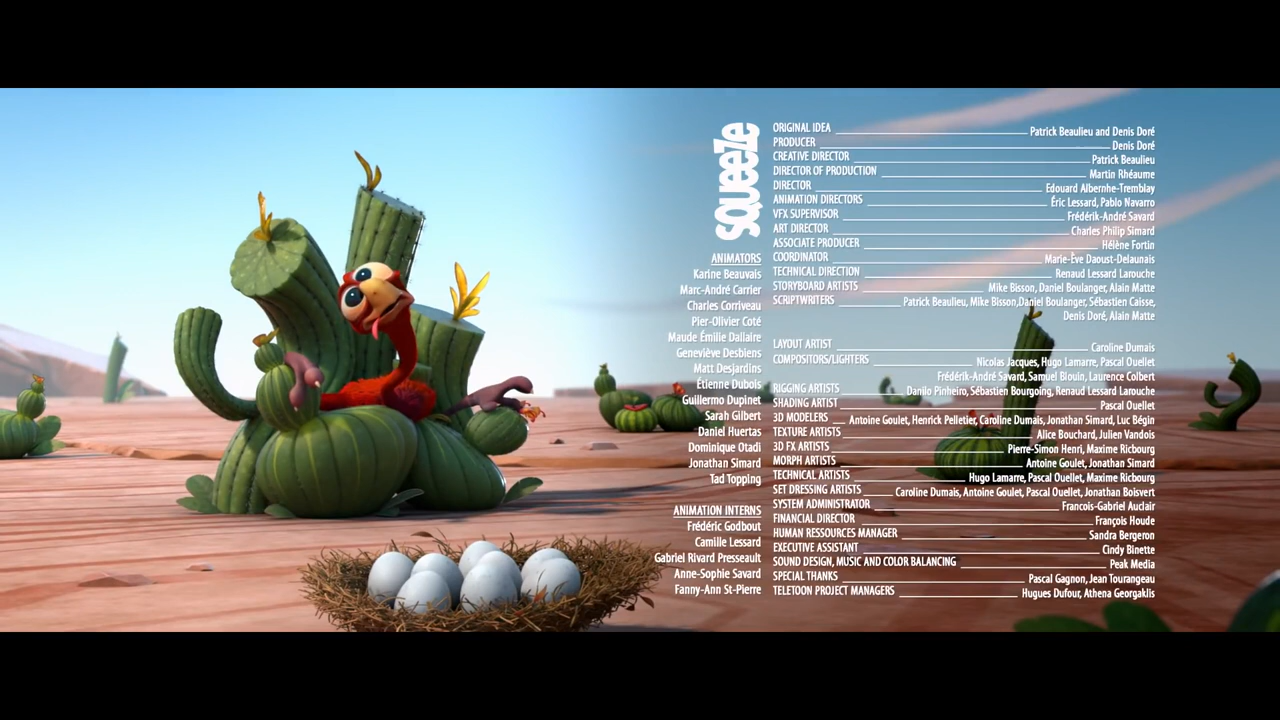 squeeze
ANIMATORS
Karine Beauvais
Marc-André Carrier
Charles Corriveau
Pier-Olivier Coté
Maude Émilie Dallaire
Geneviève Desbiens
Matt Desjardins
Étienne Dubois
Guillermo Dupinet
Sarah Gilbert
Daniel Huertas
Dominique Otadi
Jonathan Simard
Tad Topping
ANIMATION INTERNS
Frédéric Godbout
Camille Lessard
Gabriel Rivard Presseault
Anne-Sophie Savard
Fanny-Ann St-Pierre
ORIGINAL IDEA Patrick Beaulieu and Denis Doré
PRODUCER Denis Doré
CREATIVE DIRECTOR Patrick Beaulieu
DIRECTOR OF PRODUCTION Martin Rhéaume
DIRECTOR Edouard Albernhe-Tremblay
ANIMATION DIRECTORS Éric Lessard, Pablo Navarro
VFX SUPERVISOR Frédérik-André Savard
ART DIRECTOR Charles Philip Simard
ASSOCIATE PRODUCER Hélène Fortin
COORDINATOR Marie-Ève Daoust-Delaunais
TECHNICAL DIRECTION Renaud Lessard Larouche
STORYBOARD ARTISTS Mike Bisson, Daniel Boulanger, Alain Matte
SCRIPTWRITERS Patrick Beaulieu, Mike Bisson,Daniel Boulanger, Sébastien Caisse,
Denis Doré, Alain Matte
LAYOUT ARTIST Caroline Dumais
COMPOSITORS/LIGHTERS Nicolas Jacques, Hugo Lamarre, Pascal Ouellet
Frédérik-André Savard, Samuel Blouin, Laurence Colbert
RIGGING ARTISTS Danilo Pinheiro, Sébastien Bourgoing, Renaud Lessard Larouche
SHADING ARTIST Pascal Ouellet
3D MODELERS Antoine Goulet, Henrick Pelletier, Caroline Dumais, Jonathan Simard, Luc Bégin
TEXTURE ARTISTS Alice Bouchard, Julien Vandois
3D FX ARTISTS Pierre-Simon Henri, Maxime Ricbourg
MORPH ARTISTS Antoine Goulet, Jonathan Simard
TECHNICAL ARTISTS Hugo Lamarre, Pascal Ouellet, Maxime Ricbourg
SET DRESSING ARTISTS Caroline Dumais, Antoine Goulet, Pascal Ouellet, Jonathan Boisvert
SYSTEM ADMINISTRATOR Francois-Gabriel Auclair
FINANCIAL DIRECTOR François Houde
HUMAN RESSOURCES MANAGER Sandra Bergeron
EXECUTIVE ASSISTANT Cindy Binette
SOUND DESIGN, MUSIC AND COLOR BALANCING Peak Media
SPECIAL THANKS Pascal Gagnon, Jean Tourangeau
TELETOON PROJECT MANAGERS Hugues Dufour, Athena Georgaklis